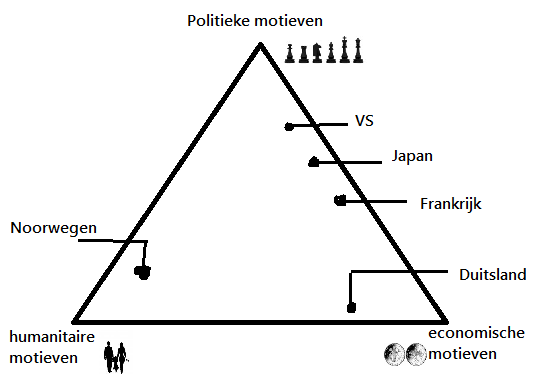 Politieke motieven
VS
Japan
Frankrijk
Noorwegen
Duitsland
humanitaire
motieven
economische
motieven